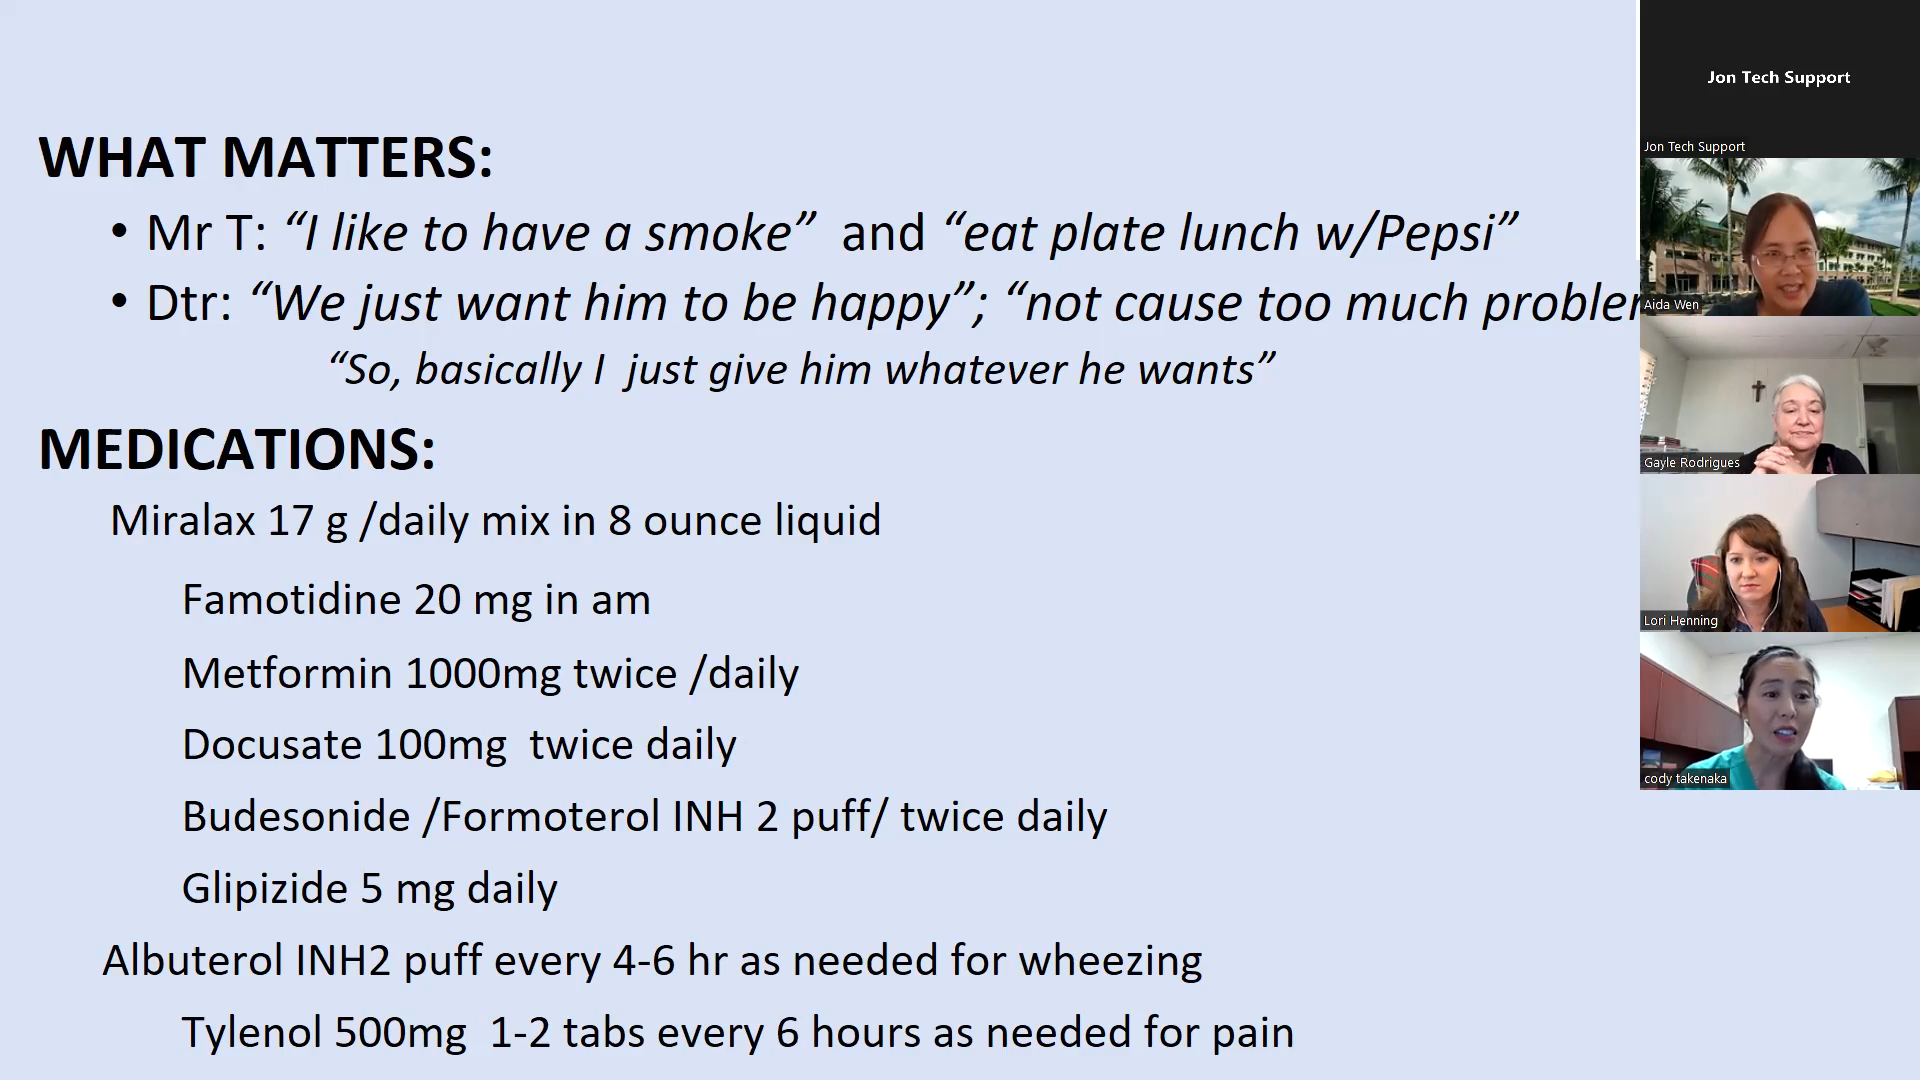 WHAT MATTERS:
• Mr T: “I like to have a smoke”  and “eat plate lunch w/Pepsi”
• Dtr: “We just want him to be happy”; “not cause too much
“So, basically I  just give him whatever he wants”
MEDICATIONS:
Miralax 17 g /daily mix in 8 ounce liquid
Famotidine 20 mg in am
Metformin 1000mg twice /daily
Docusate 100mg  twice daily
Budesonide /Formoterol INH 2 puff/ twice daily
Glipizide 5 mg daily
Albuterol INH2 puff every 4-6 hr as needed for wheezing
Tylenol 500mg  1-2 tabs every 6 hours as needed for pain
Jon Tech Support
Jon Tech Support
Aida Wen
Gayle Rodrigues
Lori Henning
cody takenaka